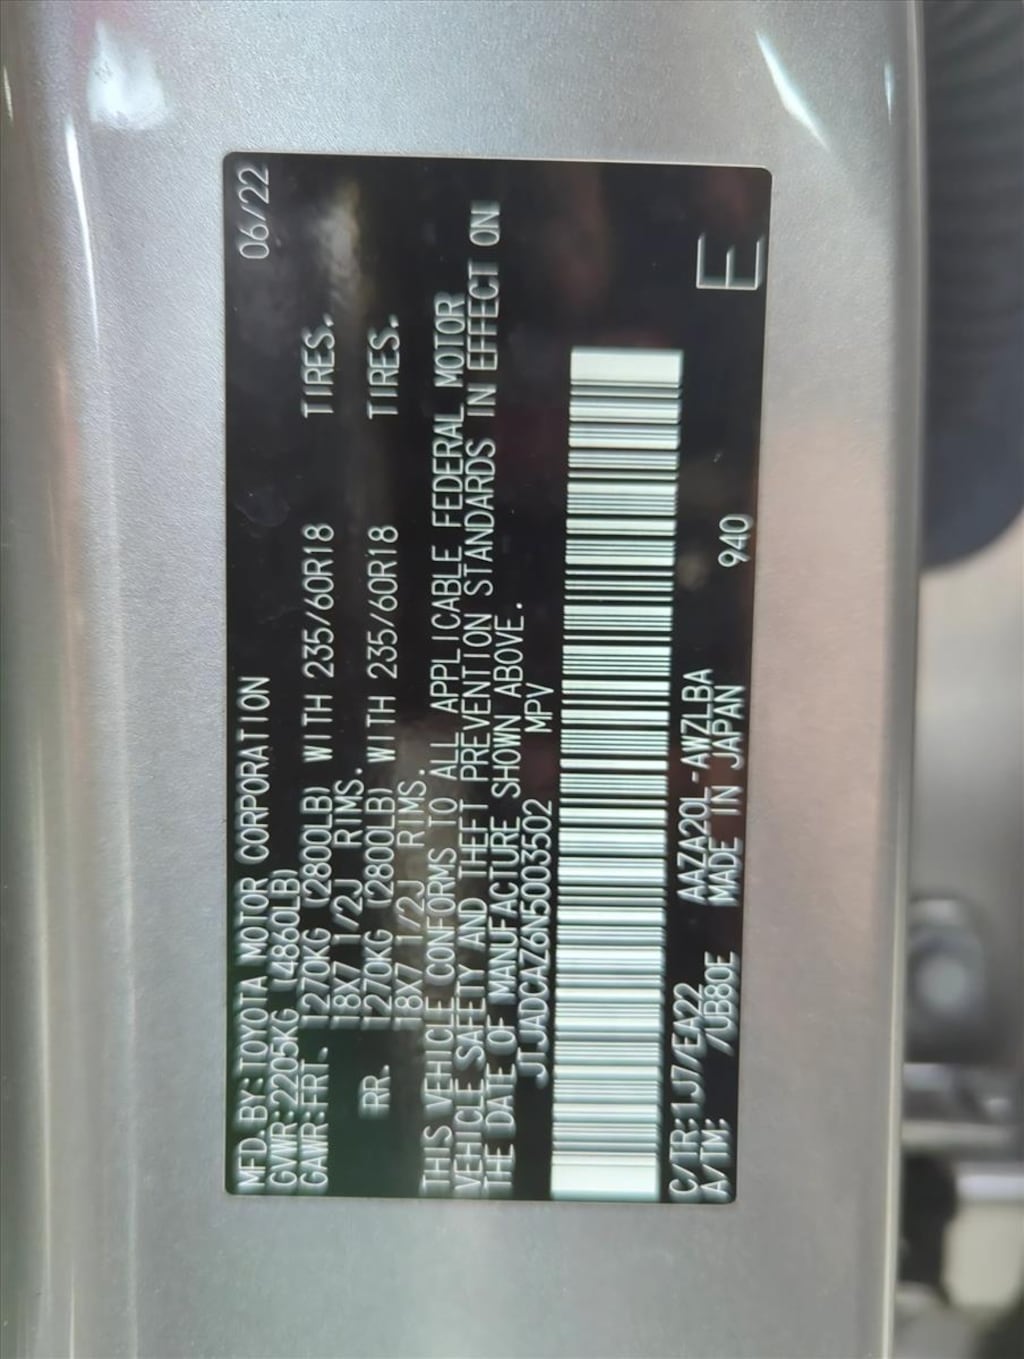 MFD.BY:TOYOTA MOTOR CORPORATION 06/22
GVWR:2205KG (4860LB)
GAWR:FRT. 1270KG (2800LB) WITH 235/60R18 TIRES.
18X7 1/2J RIMS.
RR. 1270KG (2800LB) WITH 235/60R18 TIRES.
18X7 1/2J RIMS.
THIS VEHICLE CONFORMS TO ALL APPLICABLE FEDERAL MOTOR
VEHICLE SAFETY AND THEFT PREVENTION STANDARDS IN EFFECT ON
THE DATE OF MANUFACTURE SHOWN ABOVE.
JTJADCAZ6N5003502 MPV
C/TR:1J7/EA22 AAZA20L-AWZLBA
A/TM: /UB80E MADE IN JAPAN 940 E